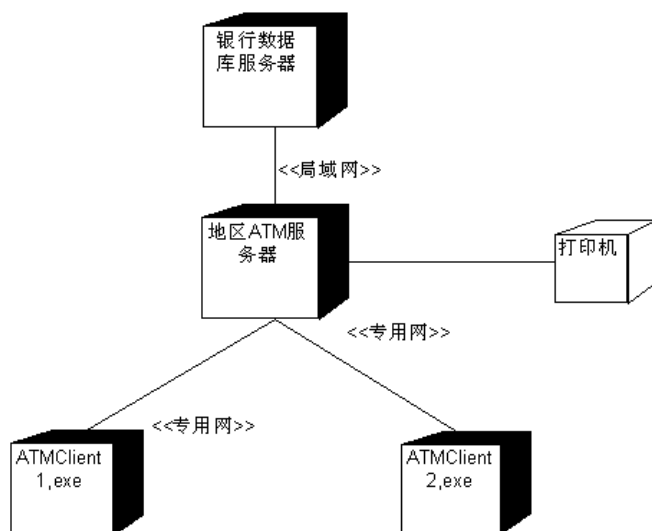 银行数据
库服务器
<<局域网>>
地区ATM服
务器
打印机
<<专用网>>
<<专用网>>
ATMClient
1,exe
ATMClient
2,exe